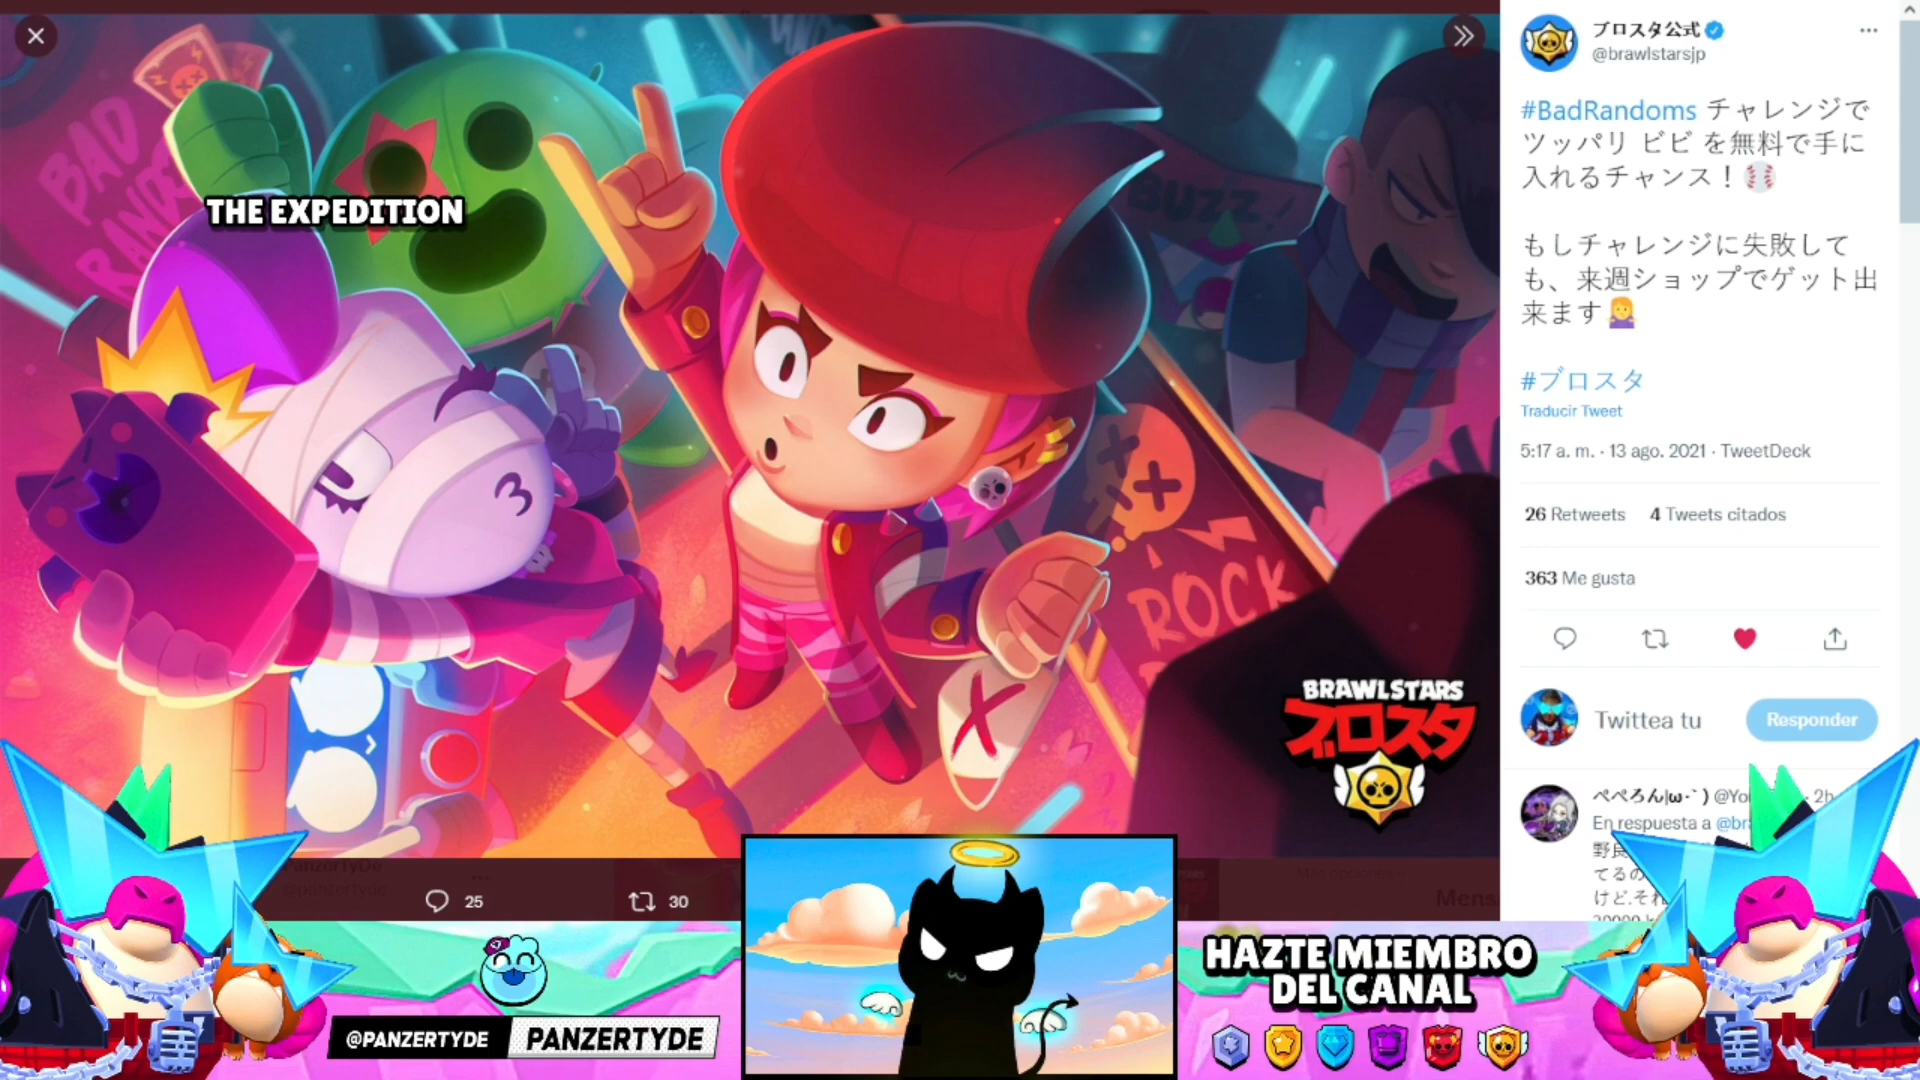 BAD
THE EXPEDITION
BUZZ
ROCK
BRAWL STARS
ブロスタ
25
30
@PANZERTYDE
PANZERTYDE
HAZTE MIEMBRO
DEL CANAL
ブロスタ公式
@brawlstarsjp
#BadRandoms チャレンジで
ツッパリ ビビ を無料で手に
入れるチャンス！
もしチャレンジに失敗して
も、来週ショップでゲット出
来ます
#ブロスタ
Traducir Tweet
5:17 a. m. · 13 ago. 2021 · TweetDeck
26 Retweets 4 Tweets citados
363 Me gusta
Twittea tu
Responder
ぺぺろん|ω･`) · 2h
En respuesta a